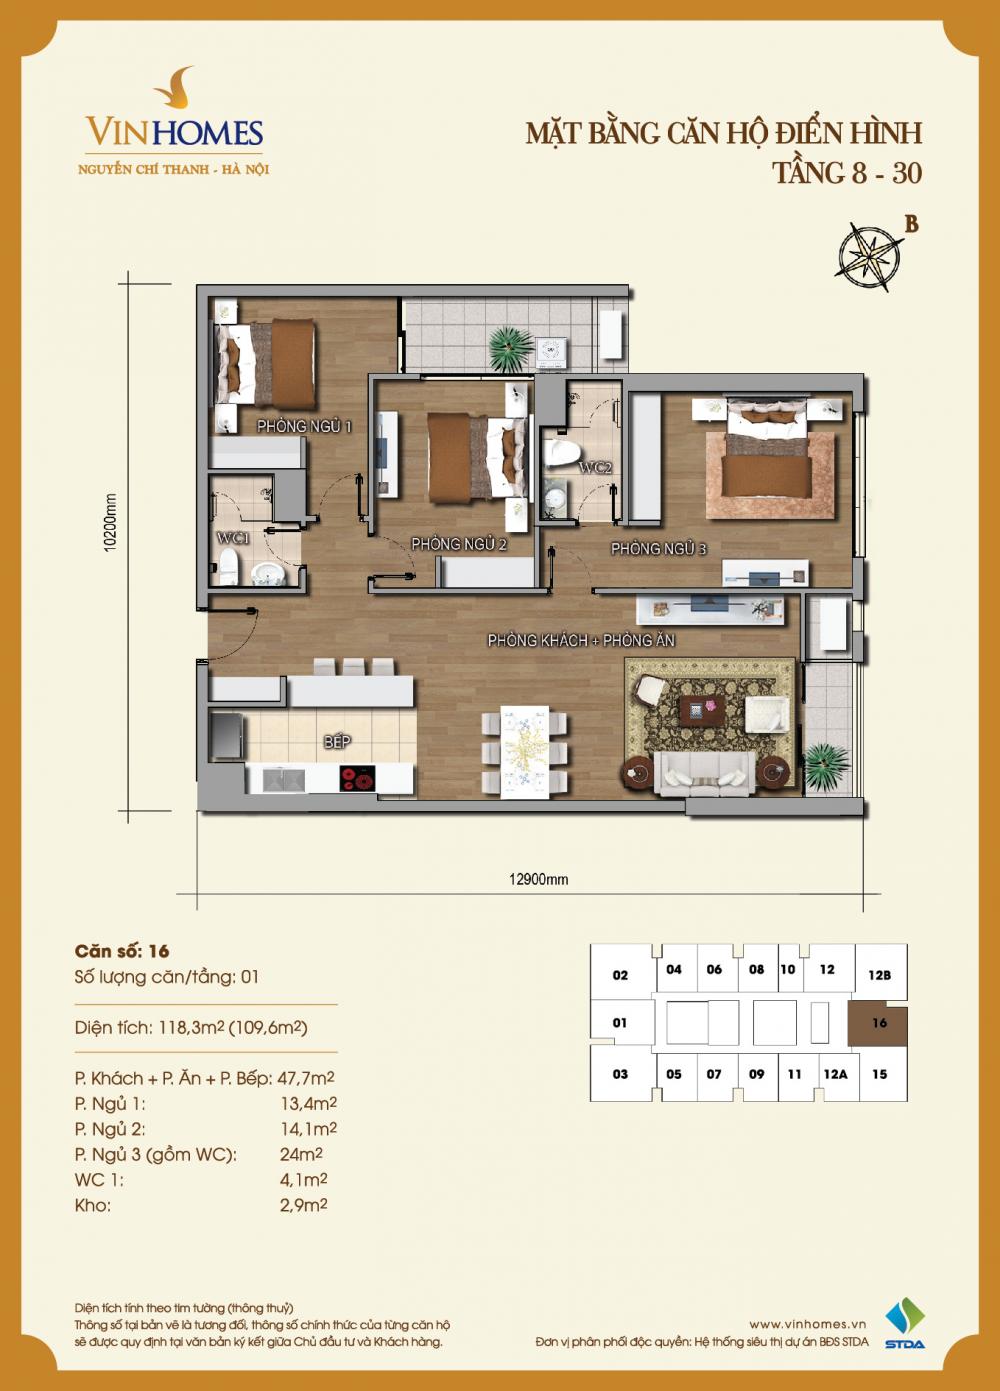 VINHOMES
NGUYỄN CHÍ THANH - HÀ NỘI
MẶT BẰNG CĂN HỘ ĐIỂN HÌNH
TẦNG 8 - 30
B
PHÒNG NGỦ 1
WC2
WC1
PHÒNG NGỦ 2
PHÒNG NGỦ 3
10200mm
PHÒNG KHÁCH + PHÒNG ĂN
BẾP
12900mm
Căn số: 16
Số lượng căn/tầng: 01
Diện tích: 118,3m2 (109,6m2)
P. Khách + P. Ăn + P. Bếp: 47,7m2
P. Ngủ 1: 13,4m2
P. Ngủ 2: 14,1m2
P. Ngủ 3 (gồm WC): 24m2
WC 1: 4,1m2
Kho: 2,9m2
02 04 06 08 10 12 12B
01 16
03 05 07 09 11 12A 15
Diện tích tính theo tim tường (thông thuỷ)
Thông số tại bản vẽ là tương đối, thông số chính thức của từng căn hộ
sẽ được quy định tại văn bản ký kết giữa Chủ đầu tư và Khách hàng.
www.vinhomes.vn
Đơn vị phân phối độc quyền: Hệ thống siêu thị dự án BĐS STDA
STDA